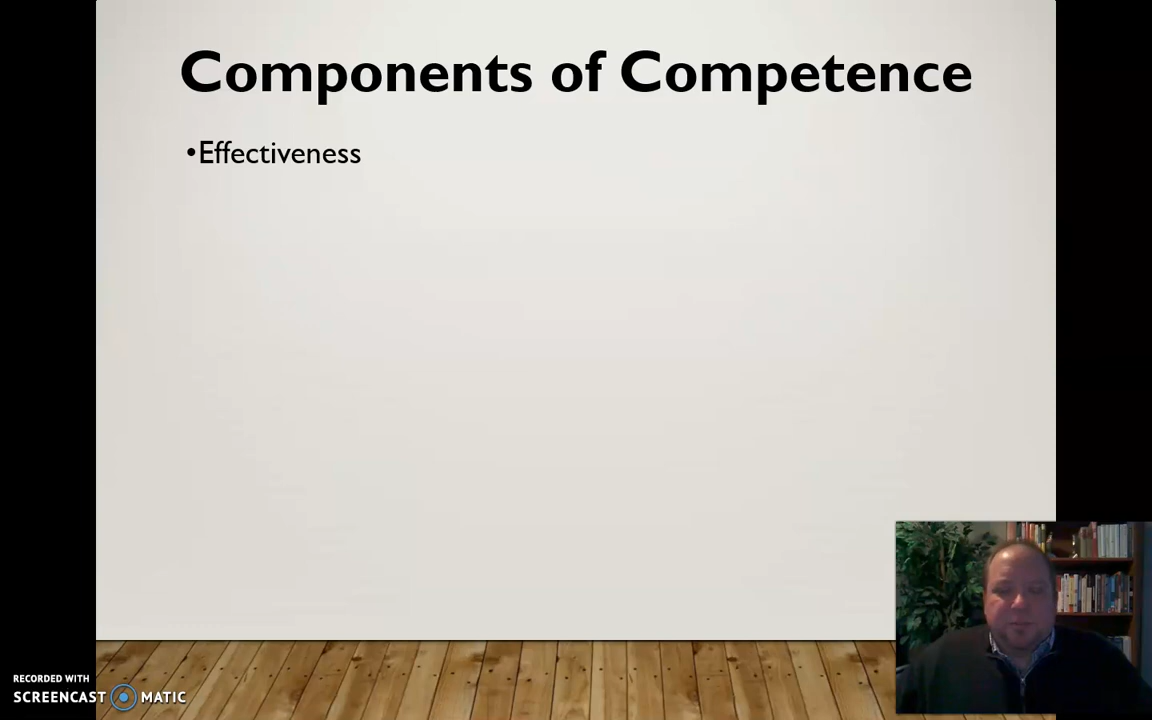 Components of Competence
•Effectiveness
RECORDED WITH
SCREENCAST MATIC